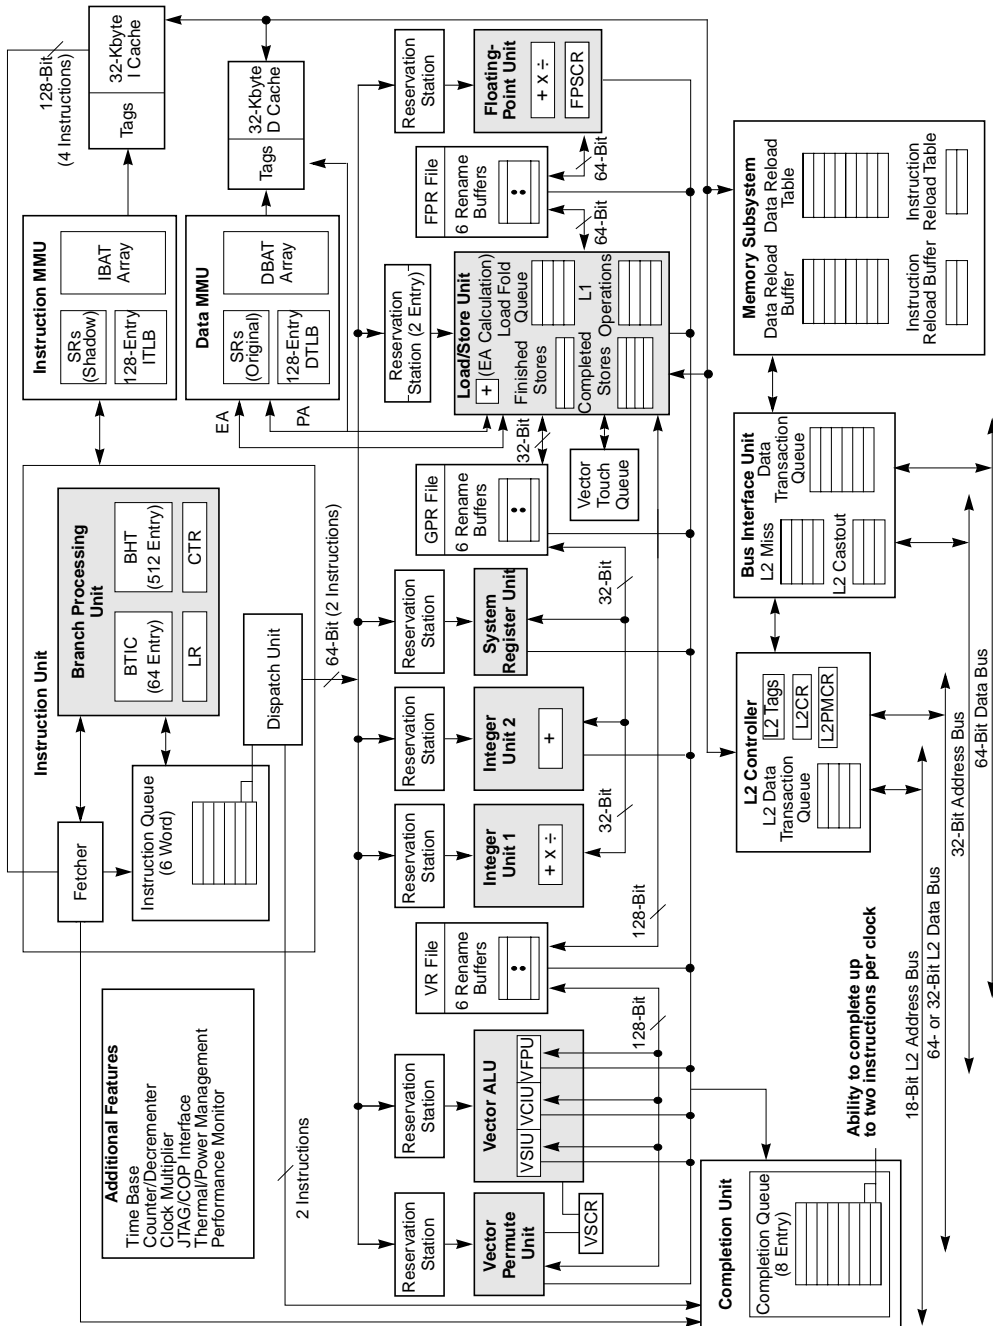 Additional Features
Time Base
Counter/Decrementer
Clock Multiplier
JTAG/COP Interface
Thermal/Power Management
Performance Monitor
Instruction Unit
Fetcher
Branch Processing
Unit
BTIC
(64 Entry)
BHT
(512 Entry)
LR
CTR
Instruction Queue
(6 Word)
Dispatch Unit
2 Instructions
64-Bit (2 Instructions)
128-Bit
(4 Instructions)
Instruction MMU
SRs
(Shadow)
128-Entry
ITLB
IBAT
Array
Tags
32-Kbyte
I Cache
Data MMU
SRs
(Original)
128-Entry
DTLB
DBAT
Array
Tags
32-Kbyte
D Cache
EA
PA
Reservation
Station
Reservation
Station
Reservation
Station
Reservation
Station
Reservation
Station
Reservation
Station (2 Entry)
Reservation
Station
Vector
Permute
Unit
VSCR
Vector ALU
VSIU
VCIU
VFPU
VR File
6 Rename
Buffers
128-Bit
128-Bit
Integer
Unit 1
+ x ÷
Integer
Unit 2
+
System
Register Unit
32-Bit
32-Bit
GPR File
6 Rename
Buffers
32-Bit
Vector
Touch
Queue
Load/Store Unit
+
(EA Calculation)
Load Fold
Queue
Finished
Stores
L1
Operations
Completed
Stores
FPR File
6 Rename
Buffers
64-Bit
64-Bit
Floating-
Point Unit
+ x ÷
FPSCR
Completion Unit
Completion Queue
(8 Entry)
Ability to complete up
to two instructions per clock
L2 Controller
L2 Data
Transaction
Queue
L2 Tags
L2CR
L2PMCR
Bus Interface Unit
L2 Miss
Data
Transaction
Queue
L2 Castout
Memory Subsystem
Data Reload
Buffer
Data Reload
Table
Instruction
Reload Buffer
Instruction
Reload Table
18-Bit L2 Address Bus
64- or 32-Bit L2 Data Bus
32-Bit Address Bus
64-Bit Data Bus